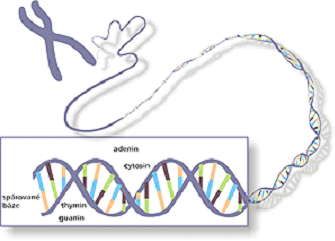 adenin
cytosin
spárované
báze
thymin
guanin